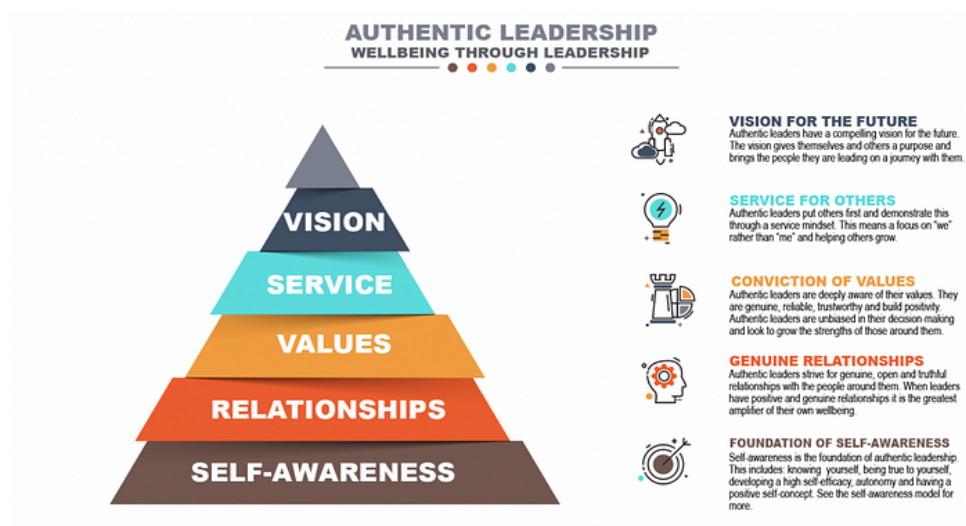 AUTHENTIC LEADERSHIP
WELLBEING THROUGH LEADERSHIP
VISION
SERVICE
VALUES
RELATIONSHIPS
SELF-AWARENESS
VISION FOR THE FUTURE
Authentic leaders have a compelling vision for the future.
The vision gives themselves and others a purpose and
brings the people they are leading on a journey with them.
SERVICE FOR OTHERS
Authentic leaders put others first and demonstrate this
through a service mindset. This means a focus on “we”
rather than “me” and helping others grow.
CONVICTION OF VALUES
Authentic leaders are deeply aware of their values. They
are genuine, reliable, trustworthy and build positivity.
Authentic leaders are unbiased in their decision-making
and look to grow the strengths of those around them.
GENUINE RELATIONSHIPS
Authentic leaders strive for genuine, open and truthful
relationships with the people around them. When leaders
have positive and genuine relationships it is the greatest
amplifier of their own wellbeing.
FOUNDATION OF SELF-AWARENESS
Self-awareness is the foundation of authentic leadership.
This includes: knowing yourself, being true to yourself,
developing a high self-efficacy, autonomy and having a
positive self-concept. See the self-awareness model for
more.